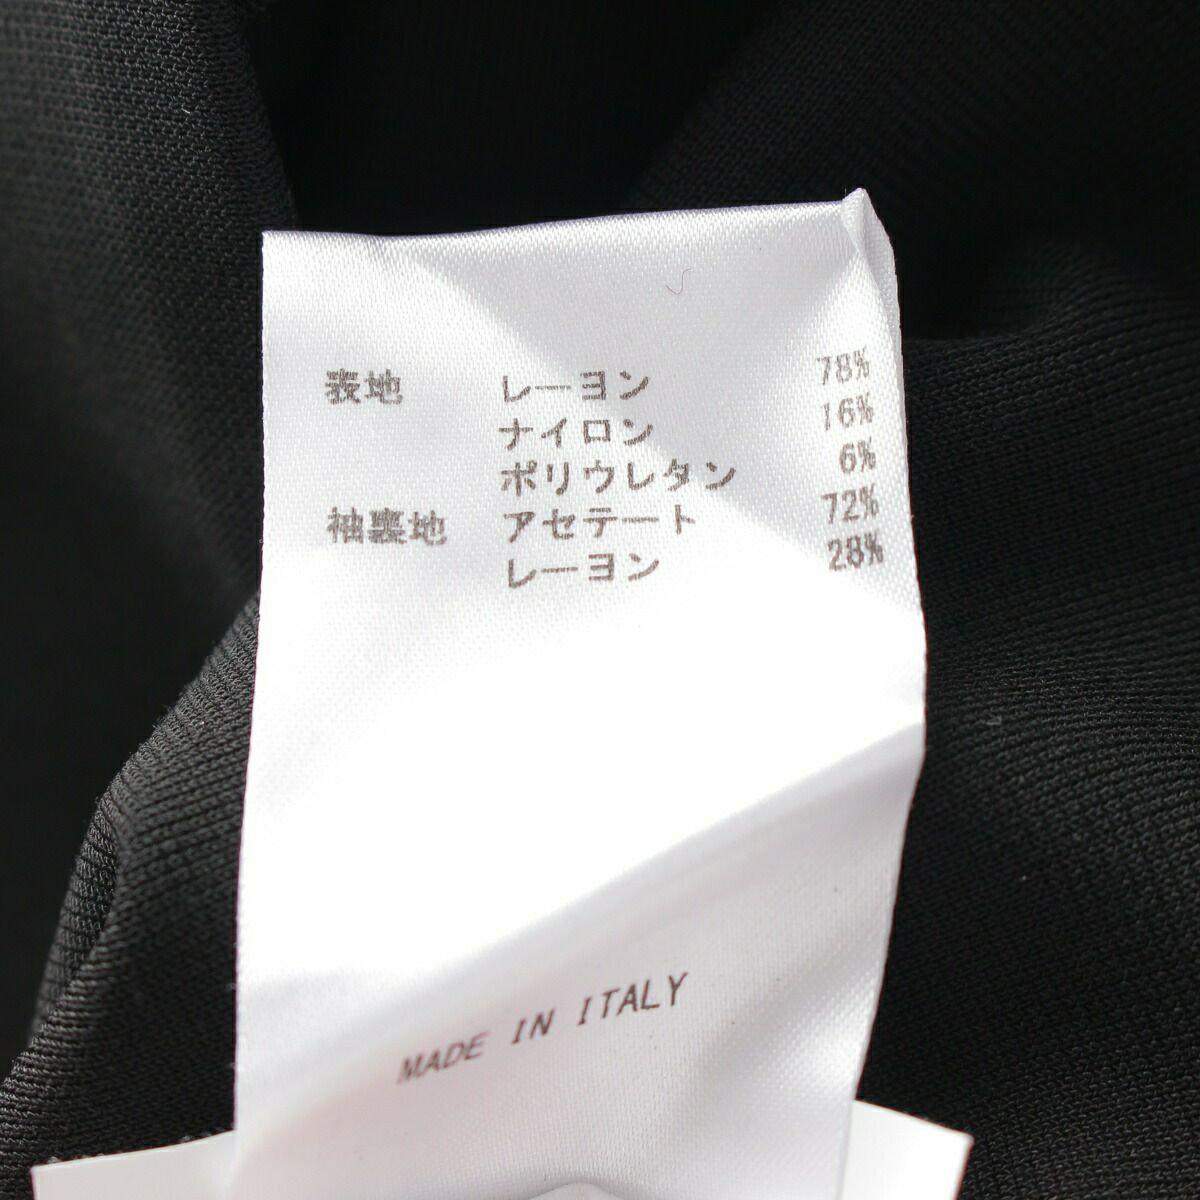 表地 レーヨン 78%
ナイロン 16%
ポリウレタン 6%
袖裏地 アセテート 72%
レーヨン 28%
MADE IN ITALY